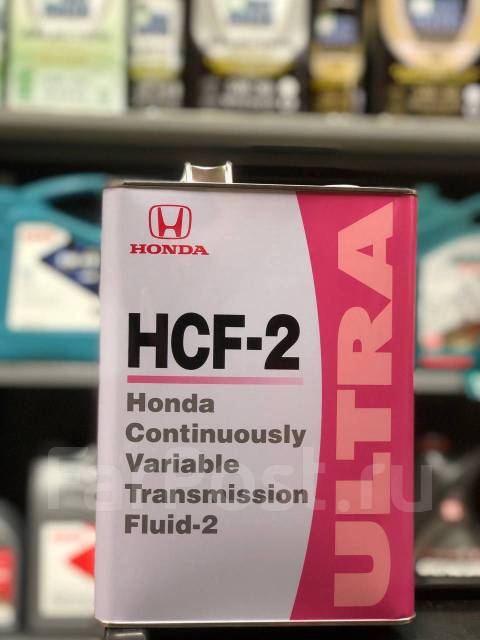 HONDA
HCF-2
Honda
Continuously
Variable
Transmission
Fluid-2
ULTRA
FarPost.ru